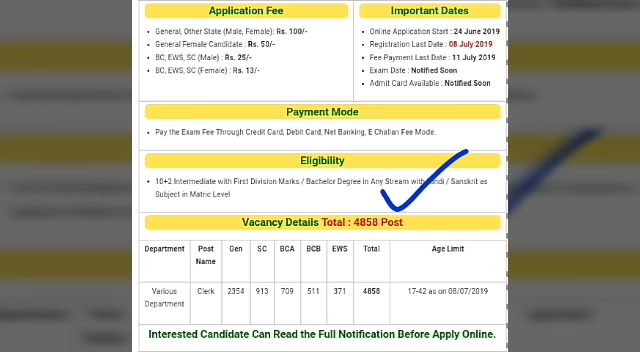 Application Fee
Important Dates
General, Other State (Male, Female): Rs. 100/-
General Female Candidate : Rs. 50/-
BC, EWS, SC (Male) : Rs. 25/-
BC, EWS, SC (Female) : Rs. 13/-
Online Application Start : 24 June 2019
Registration Last Date : 08 July 2019
Fee Payment Last Date : 11 July 2019
Exam Date : Notified Soon
Admit Card Available : Notified Soon
Payment Mode
Pay the Exam Fee Through Credit Card, Debit Card, Net Banking, E Challan Fee Mode.
Eligibility
10+2 Intermediate with First Division Marks / Bachelor Degree in Any Stream with Hindi / Sanskrit as
Subject in Matric Level
Vacancy Details Total : 4858 Post
Department Post Name Gen SC BCA BCB EWS Total Age Limit
Various Department Clerk 2354 913 709 511 371 4858 17-42 as on 08/07/2019
Interested Candidate Can Read the Full Notification Before Apply Online.